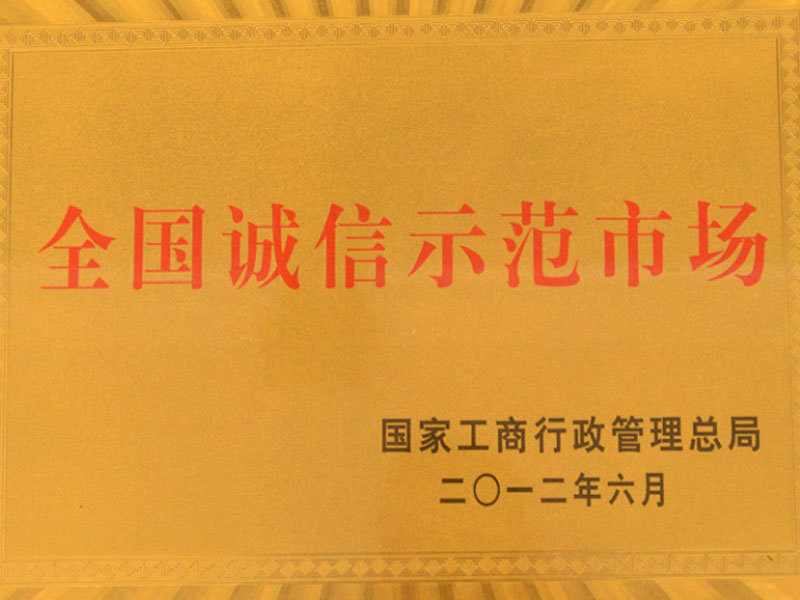 全国诚信示范市场
国家工商行政管理总局
二〇一二年六月